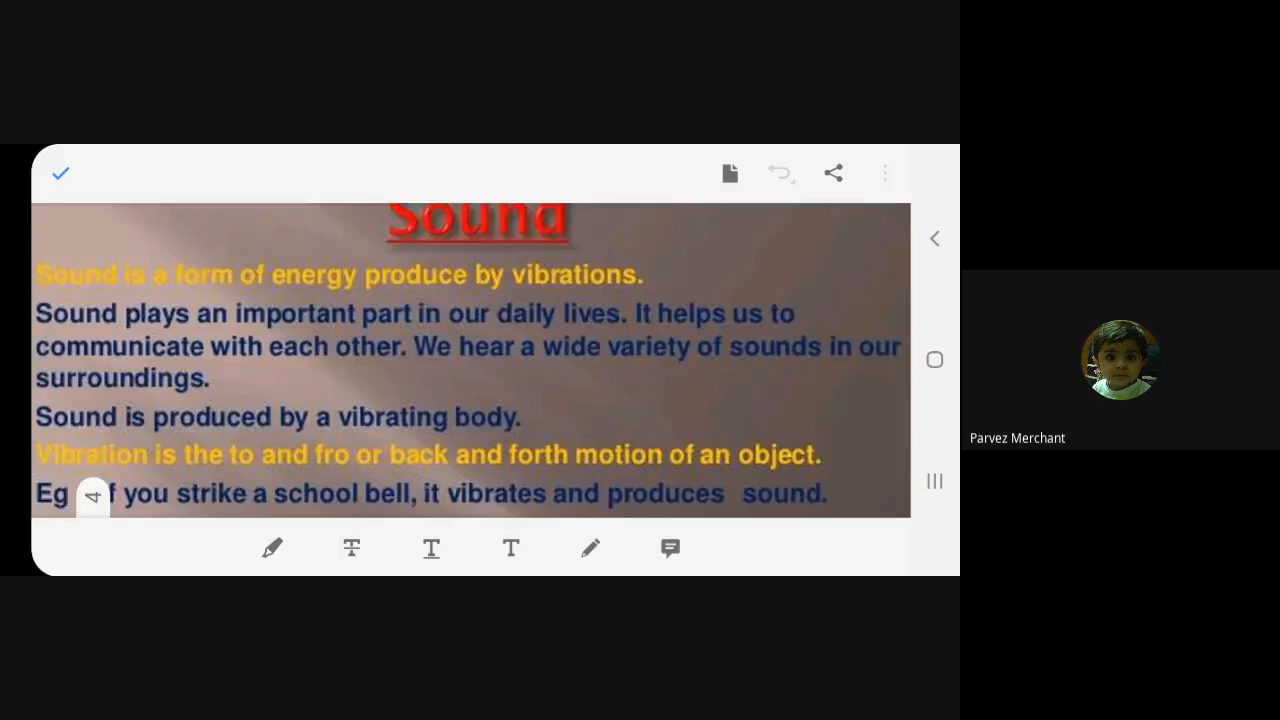 Sound
Sound is a form of energy produce by vibrations.
Sound plays an important part in our daily lives. It helps us to
communicate with each other. We hear a wide variety of sounds in our
surroundings.
Sound is produced by a vibrating body.
Vibration is the to and fro or back and forth motion of an object.
Eg f you strike a school bell, it vibrates and produces sound.
4
Parvez Merchant